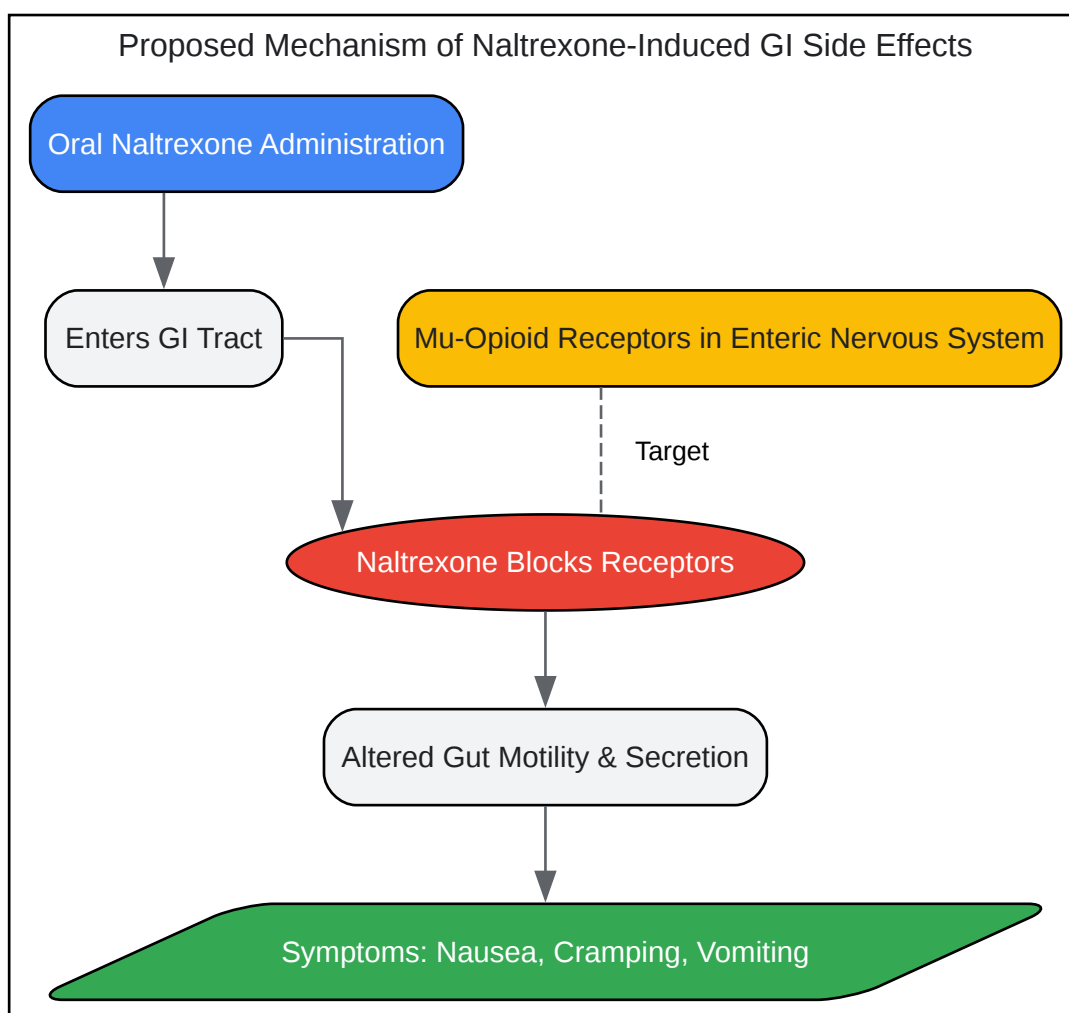 Proposed Mechanism of Naltrexone-Induced GI Side Effects
Oral Naltrexone Administration
Enters GI Tract
Mu-Opioid Receptors in Enteric Nervous System
Target
Naltrexone Blocks Receptors
Altered Gut Motility & Secretion
Symptoms: Nausea, Cramping, Vomiting